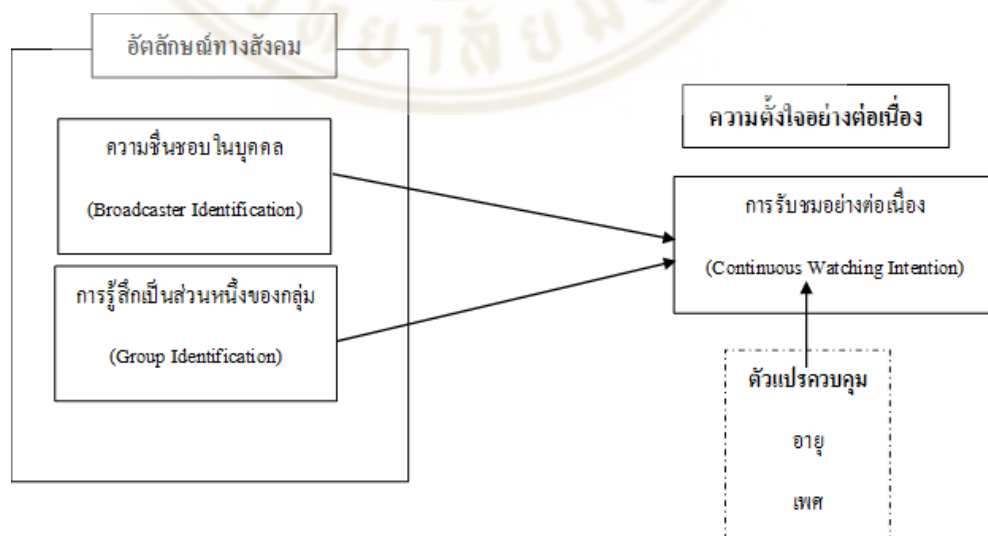 อัตลักษณ์ทางสังคม
ความชื่นชอบในบุคคล
(Broadcaster Identification)
การรู้สึกเป็นส่วนหนึ่งของกลุ่ม
(Group Identification)
ความตั้งใจอย่างต่อเนื่อง
การรับชมอย่างต่อเนื่อง
(Continuous Watching Intention)
ตัวแปรควบคุม
อายุ
เพศ